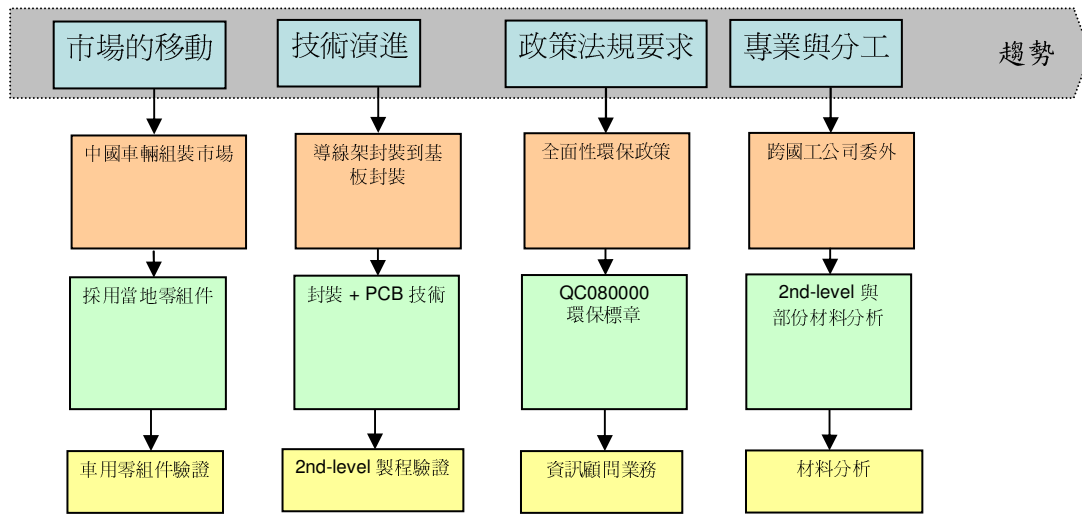 市場的移動
技術演進
政策法規要求
專業與分工
趨勢
中國車輛組裝市場
導線架封裝到基
板封裝
全面性環保政策
跨國工公司委外
採用當地零組件
封裝 + PCB 技術
QC080000
環保標章
2nd-level 與
部份材料分析
車用零組件驗證
2nd-level 製程驗證
資訊顧問業務
材料分析